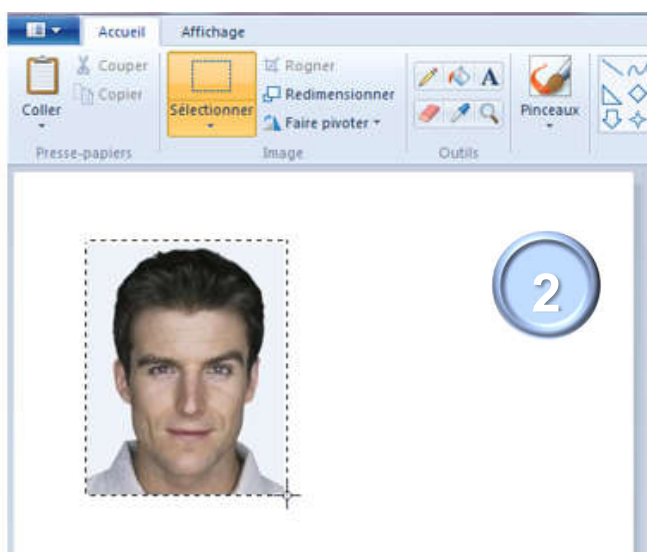 Accueil Affichage
Coller
Couper
Copier
Presse-papiers
Sélectionner
Rogner
Redimensionner
Faire pivoter
Image
A
Outils
Pinceaux
2